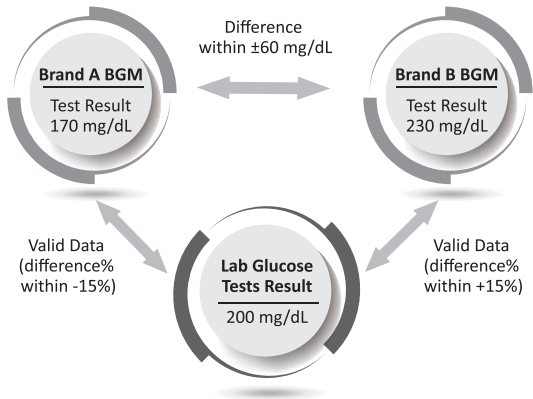 Difference
within ±60 mg/dL
Brand A BGM
Test Result
170 mg/dL
Brand B BGM
Test Result
230 mg/dL
Valid Data
(difference%
within -15%)
Lab Glucose
Tests Result
200 mg/dL
Valid Data
(difference%
within +15%)